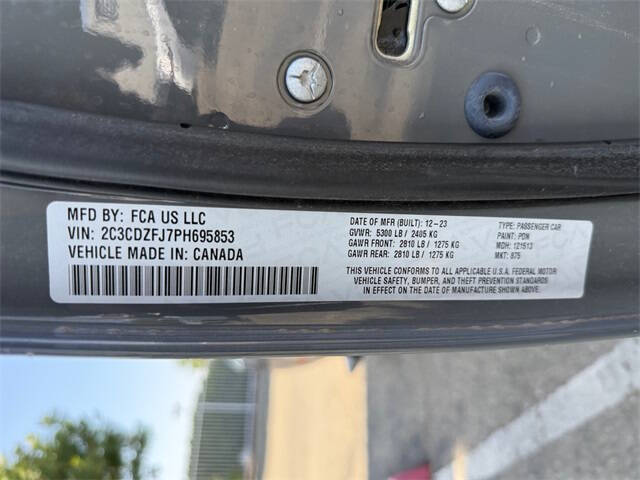 MFD BY: FCA US LLC
VIN: 2C3CDZFJ7PH695853
VEHICLE MADE IN: CANADA
DATE OF MFR (BUILT): 12-23
GVWR: 5300 LB / 2405 KG
GAWR FRONT: 2810 LB / 1275 KG
GAWR REAR: 2810 LB / 1275 KG
TYPE: PASSENGER CAR
PAINT: PDN
MDH: 121513
MKT: 875
THIS VEHICLE CONFORMS TO ALL APPLICABLE U.S.A. FEDERAL MOTOR
VEHICLE SAFETY, BUMPER, AND THEFT PREVENTION STANDARDS
IN EFFECT ON THE DATE OF MANUFACTURE SHOWN ABOVE.